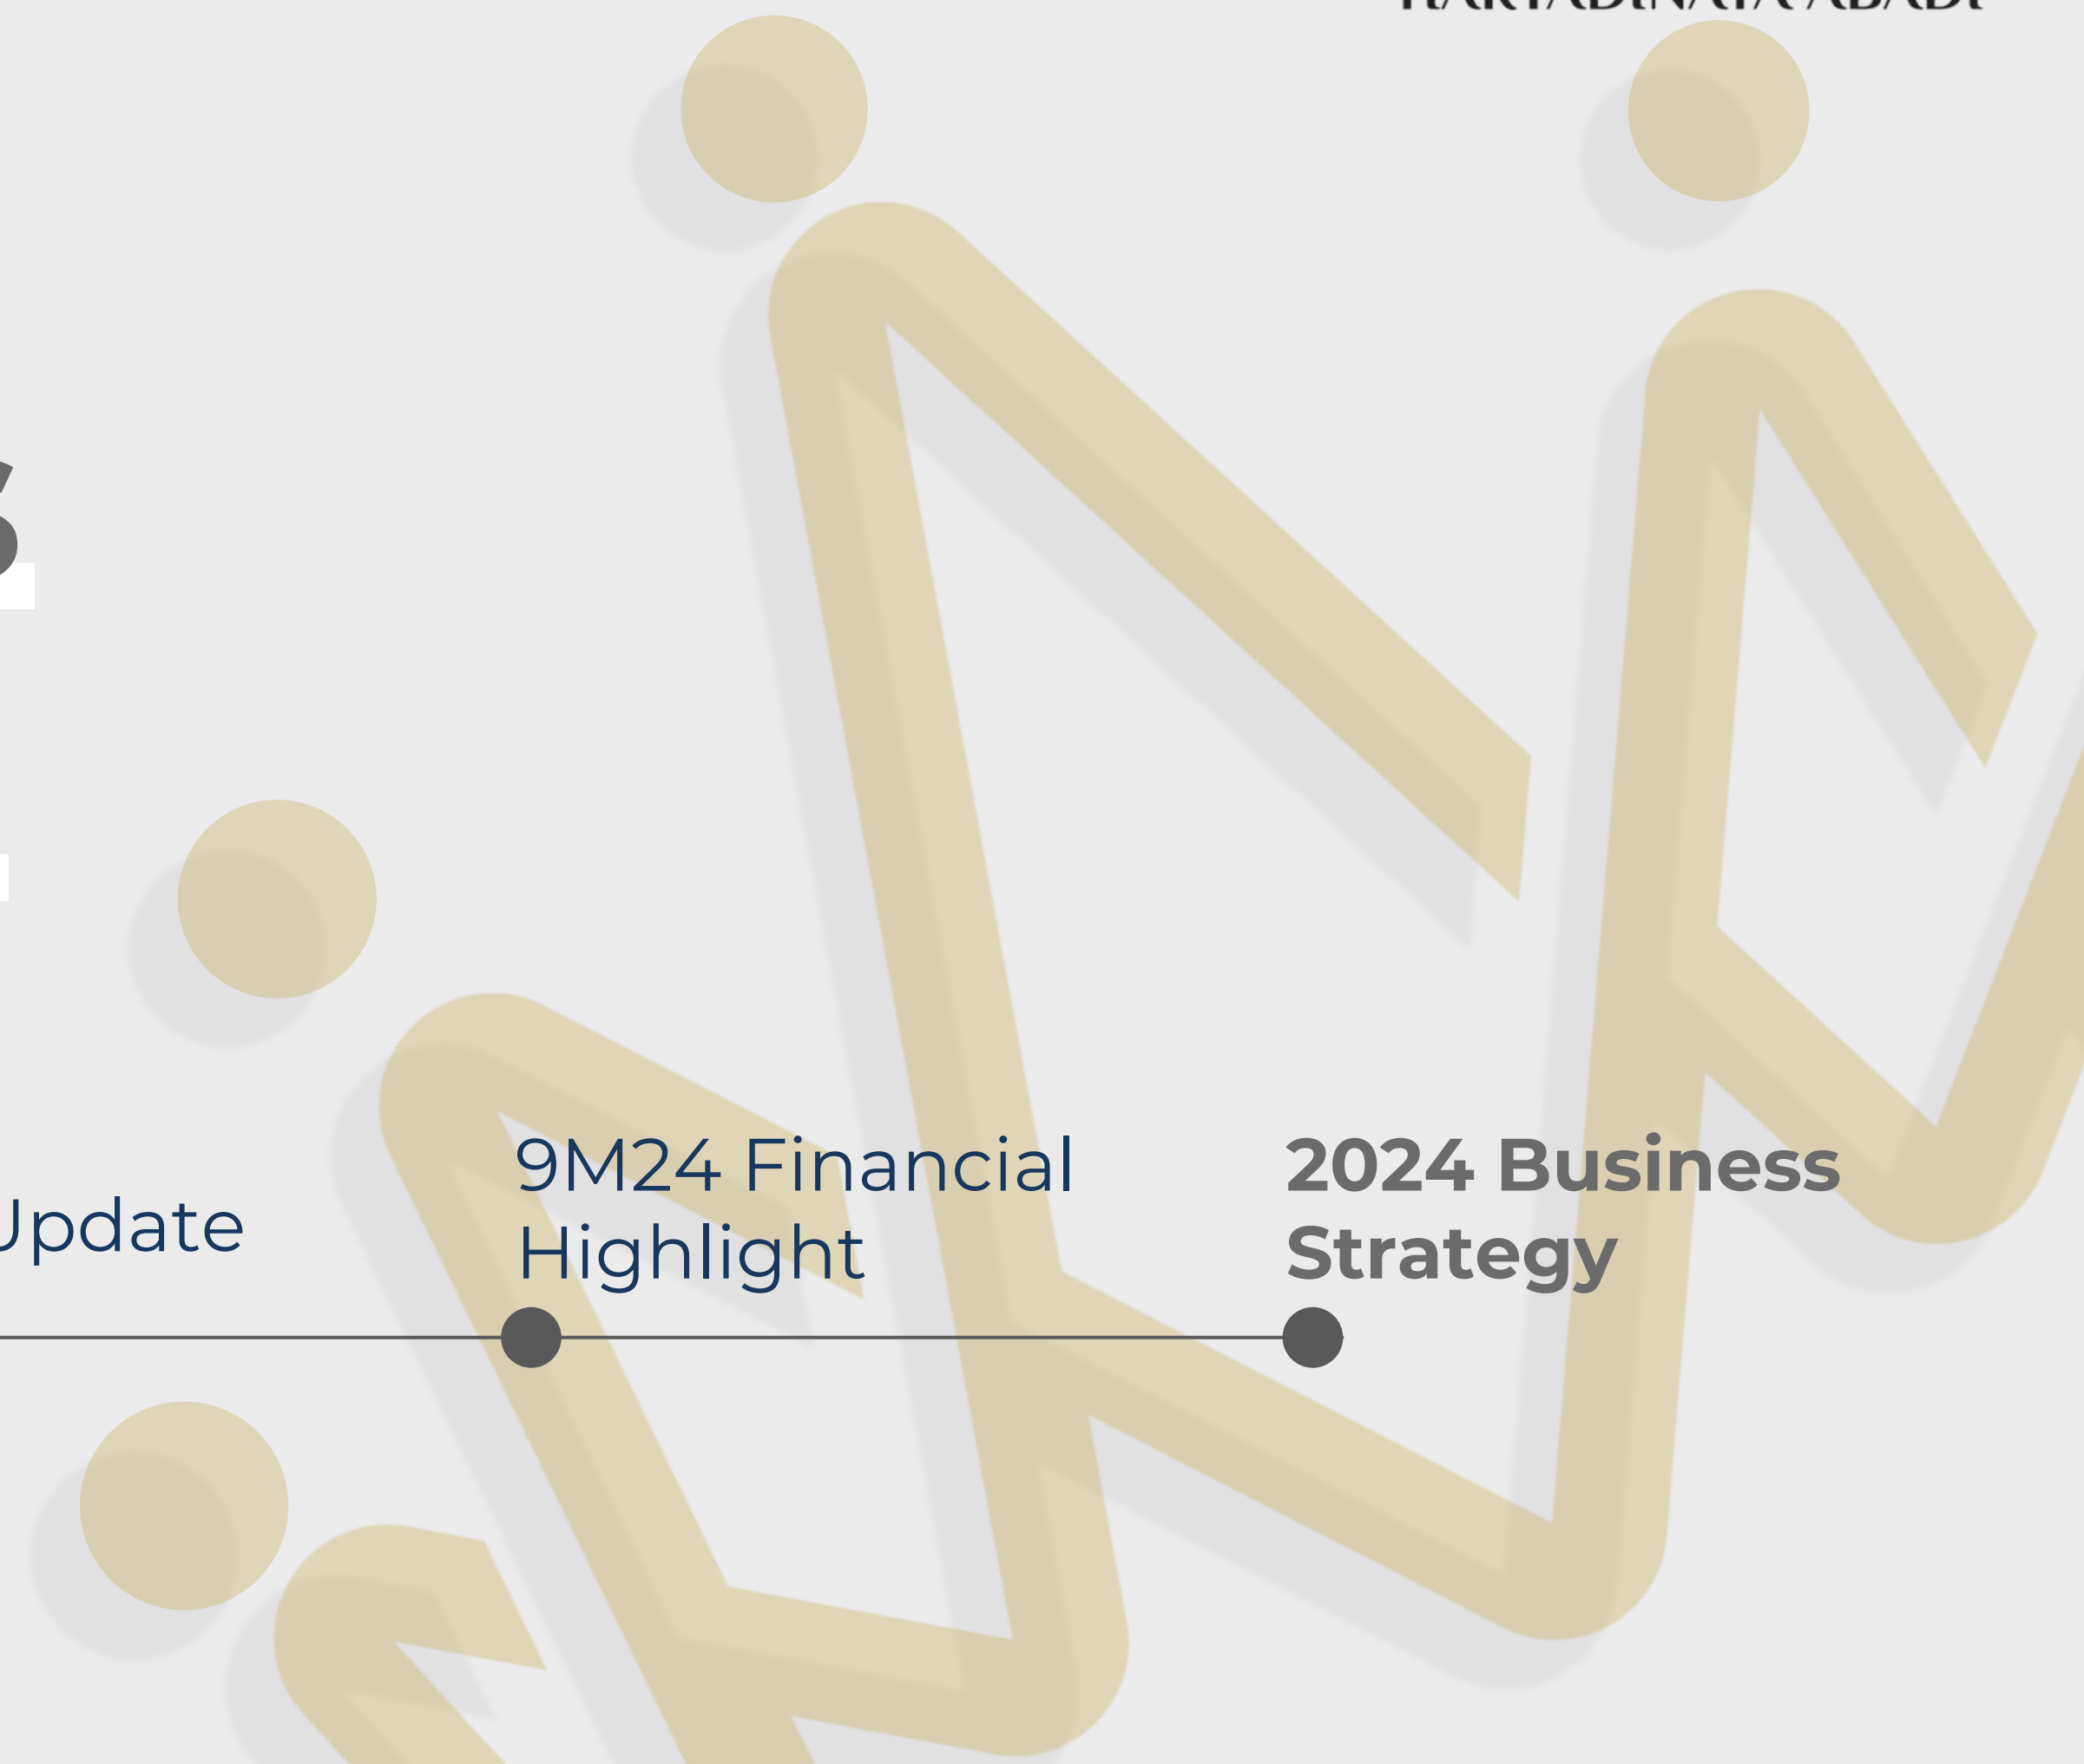 9M24 Financial
Highlight
2024 Business
Strategy
Update